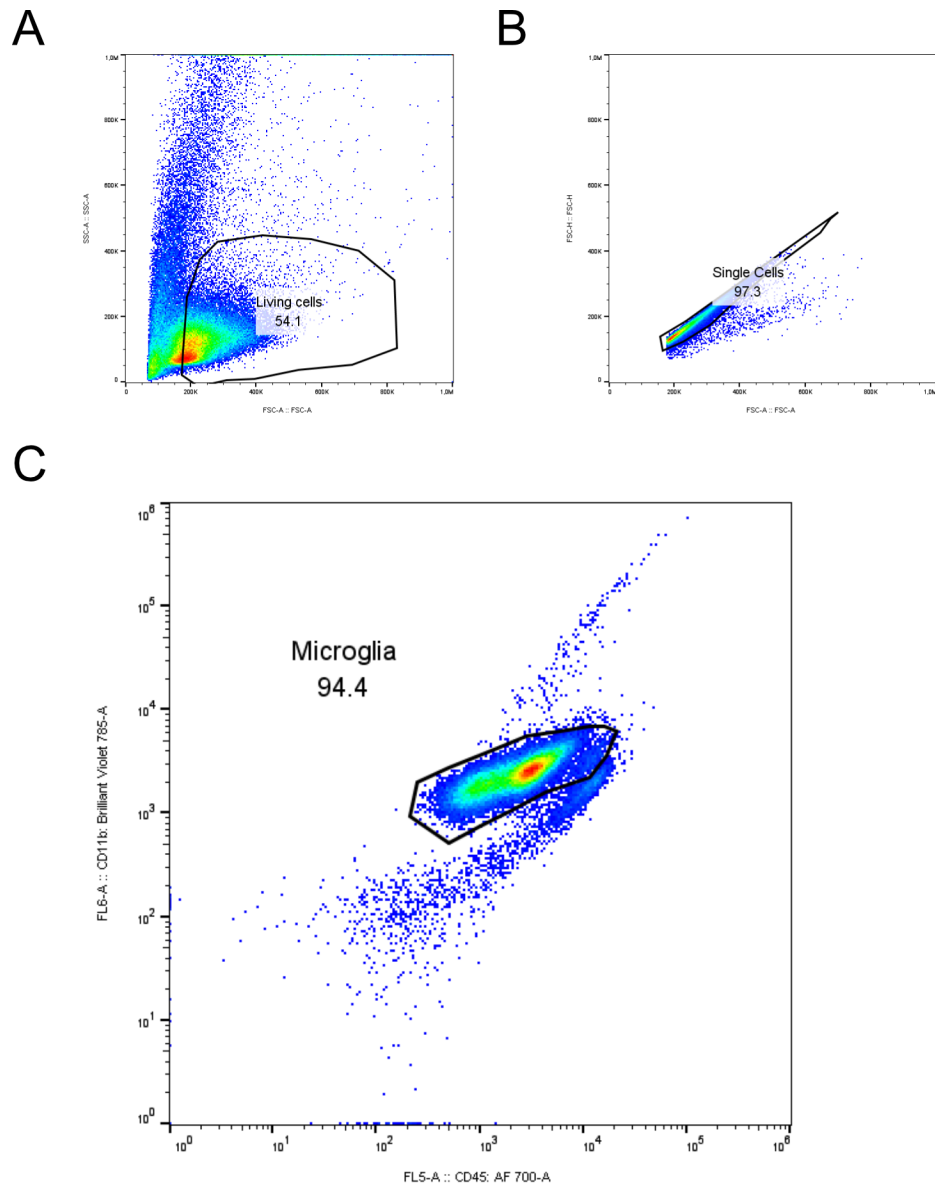 A
B
1,0M
800K
600K
400K
200K
0
SSC-A :: SSC-A
Living cells
54.1
0
200K
400K
600K
800K
1,0M
FSC-A :: FSC-A
1,0M
800K
600K
400K
200K
0
FSC-H :: FSC-H
Single Cells
97.3
0
200K
400K
600K
800K
1,0M
FSC-A :: FSC-A
C
10^6
10^5
10^4
10^3
10^2
10^1
10^0
FL6-A :: CD11b: Brilliant Violet 785-A
Microglia
94.4
10^0
10^1
10^2
10^3
10^4
10^5
10^6
FL5-A :: CD45: AF 700-A